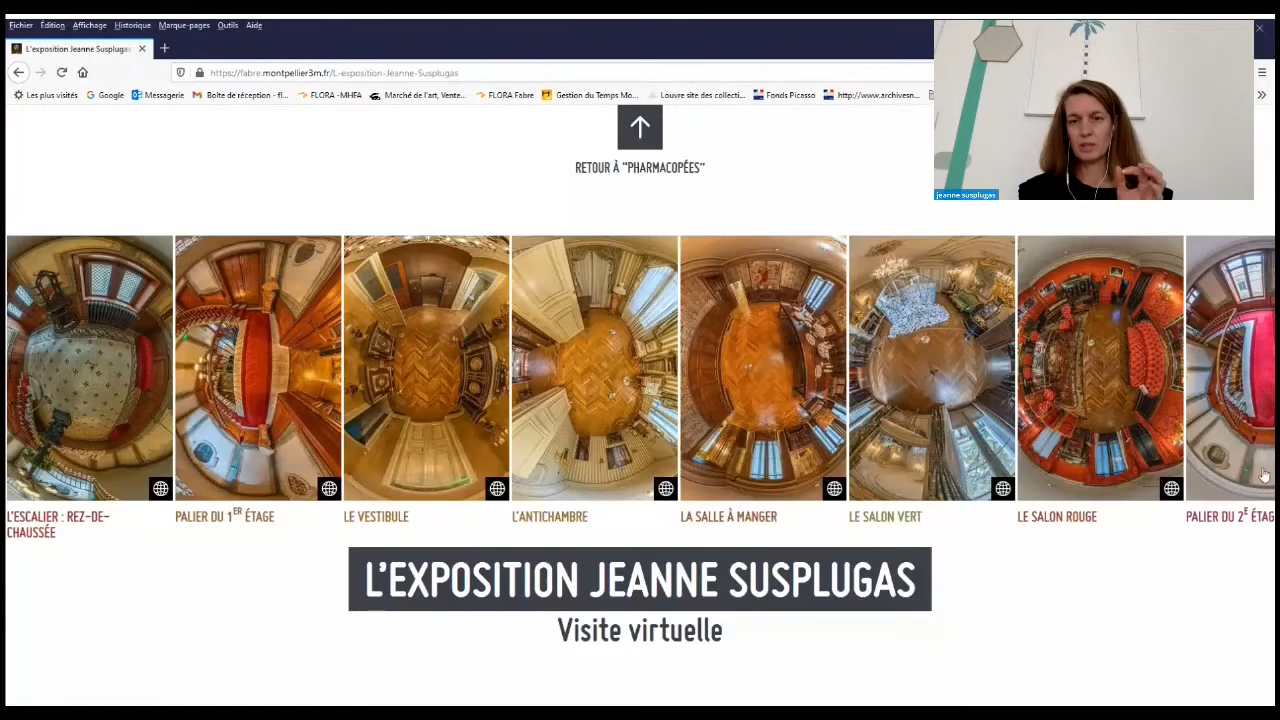 Fichier Édition Affichage Historique Marque-pages Outils Aide
L'exposition Jeanne Susplugas
https://fabre.montpellier3m.fr/L-exposition-Jeanne-Susplugas
Les plus visités Google Messagerie Boîte de réception - fl... FLORA -MHFA Marché de l'art, Vente... FLORA Fabre Gestion du Temps Mo... Louvre site des collecti... Fonds Picasso http://www.archivesn...
jeanne susplugas
RETOUR À "PHARMACOPÉES"
L'ESCALIER : REZ-DE-
CHAUSSÉE
PALIER DU 1ER ÉTAGE
LE VESTIBULE
L'ANTICHAMBRE
LA SALLE À MANGER
LE SALON VERT
LE SALON ROUGE
PALIER DU 2E ÉTAG
L'EXPOSITION JEANNE SUSPLUGAS
Visite virtuelle